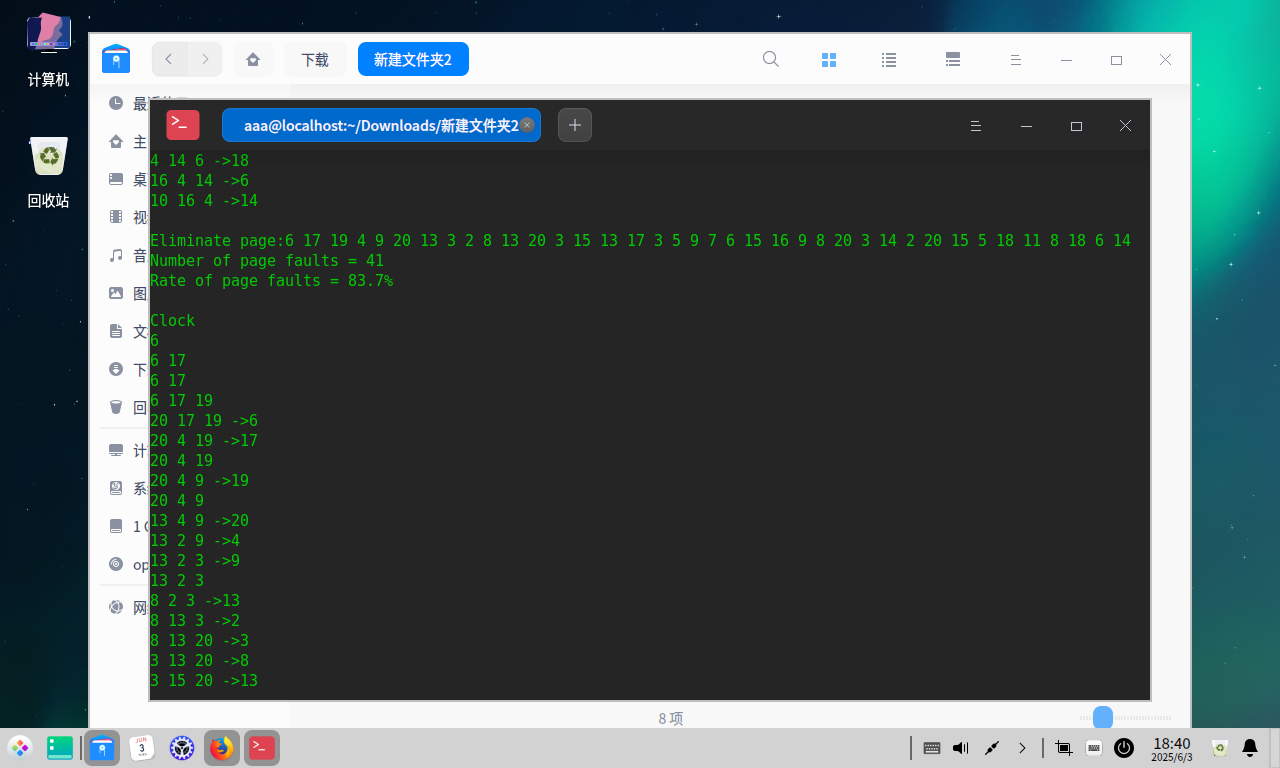 计算机
回收站
下载
新建文件夹2
最
主
桌
视
音
图
文
下
回
计
系
1
op
网
aaa@localhost:~/Downloads/新建文件夹2
4 14 6 ->18
16 4 14 ->6
10 16 4 ->14
Eliminate page:6 17 19 4 9 20 13 3 2 8 13 20 3 15 13 17 3 5 9 7 6 15 16 9 8 20 3 14 2 20 15 5 18 11 8 18 6 14
Number of page faults = 41
Rate of page faults = 83.7%
Clock
6
6 17
6 17
6 17 19
20 17 19 ->6
20 4 19 ->17
20 4 19
20 4 9 ->19
20 4 9
13 4 9 ->20
13 2 9 ->4
13 2 3 ->9
13 2 3
8 2 3 ->13
8 13 3 ->2
8 13 20 ->3
3 13 20 ->8
3 15 20 ->13
8 项
JUN
3
18:40
2025/6/3